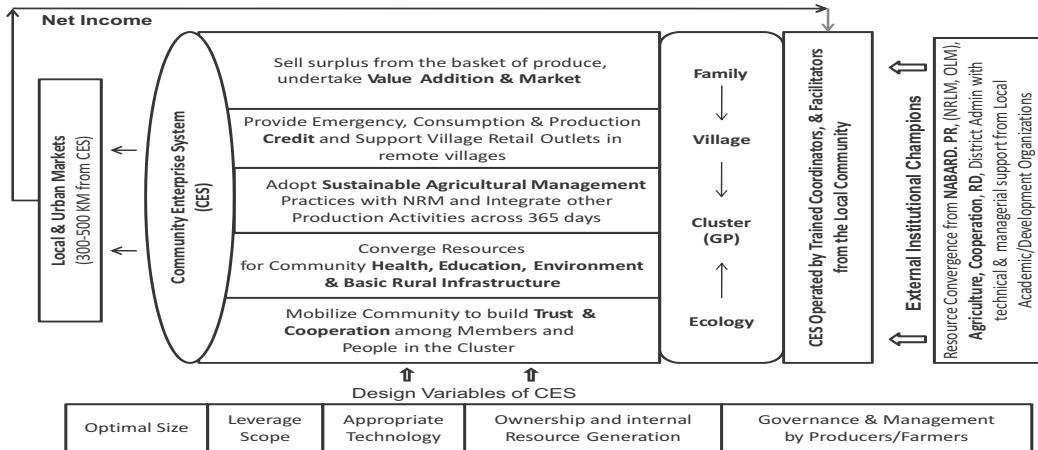 Net Income
Local & Urban Markets
(300-500 KM from CES)
Community Enterprise System
(CES)
Sell surplus from the basket of produce,
undertake Value Addition & Market
Provide Emergency, Consumption & Production
Credit and Support Village Retail Outlets in
remote villages
Adopt Sustainable Agricultural Management
Practices with NRM and Integrate other
Production Activities across 365 days
Converge Resources
for Community Health, Education, Environment
& Basic Rural Infrastructure
Mobilize Community to build Trust &
Cooperation among Members and
People in the Cluster
Family
Village
Cluster
(GP)
Ecology
CES Operated by Trained Coordinators, & Facilitators
from the Local Community
External Institutional Champions
Resource Convergence from NABARD. PR, (NRLM, OLM),
Agriculture, Cooperation, RD, District Admin with
technical & managerial support from Local
Academic/Development Organizations
Design Variables of CES
Optimal Size
Leverage
Scope
Appropriate
Technology
Ownership and internal
Resource Generation
Governance & Management
by Producers/Farmers